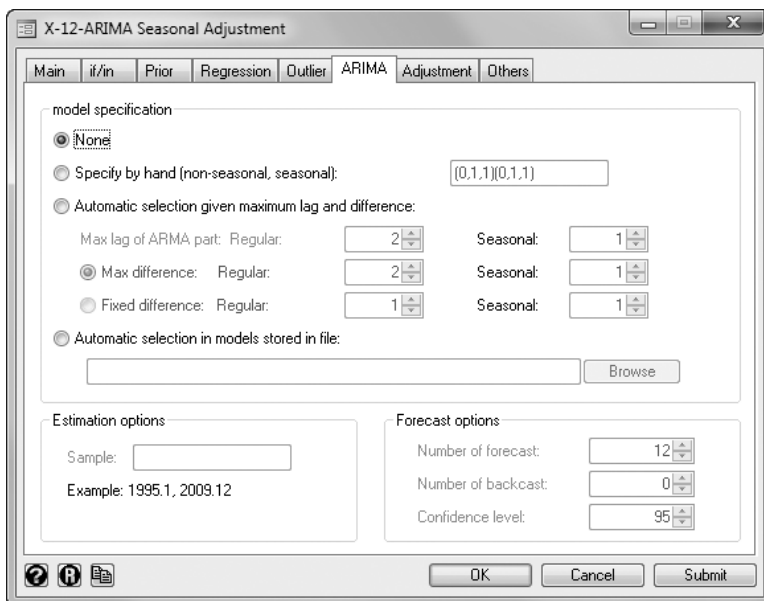 X-12-ARIMA Seasonal Adjustment
Main if/in Prior Regression Outlier ARIMA Adjustment Others
model specification
None
Specify by hand (non-seasonal, seasonal): (0,1,1)(0,1,1)
Automatic selection given maximum lag and difference:
Max lag of ARMA part: Regular: 2 Seasonal: 1
Max difference: Regular: 2 Seasonal: 1
Fixed difference: Regular: 1 Seasonal: 1
Automatic selection in models stored in file:
Browse
Estimation options
Sample:
Example: 1995.1, 2009.12
Forecast options
Number of forecast: 12
Number of backcast: 0
Confidence level: 95
? R OK Cancel Submit